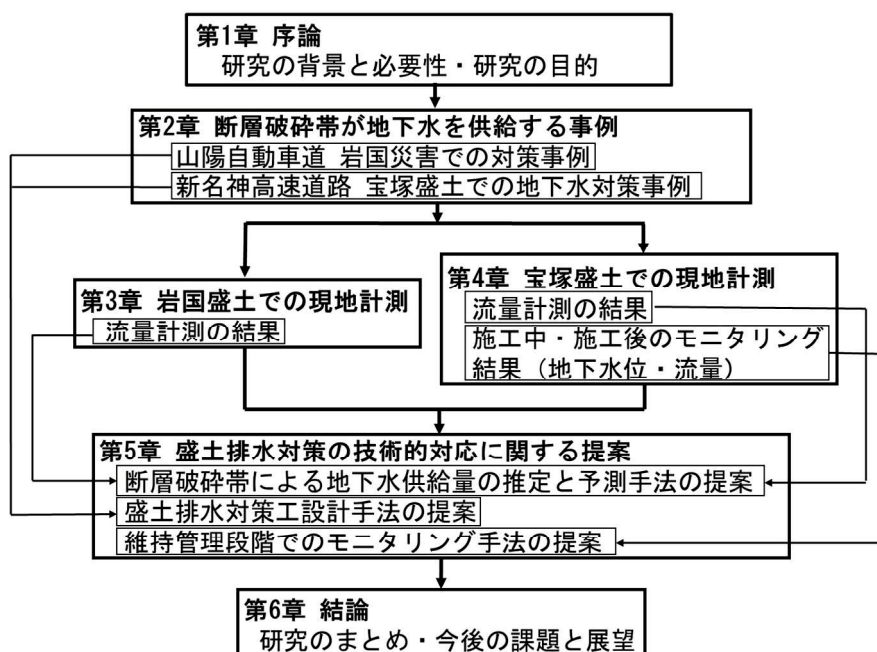 第1章 序論
研究の背景と必要性・研究の目的
第2章 断層破砕帯が地下水を供給する事例
山陽自動車道 岩国災害での対策事例
新名神高速道路 宝塚盛土での地下水対策事例
第3章 岩国盛土での現地計測
流量計測の結果
第4章 宝塚盛土での現地計測
流量計測の結果
施工中・施工後のモニタリング
結果（地下水位・流量）
第5章 盛土排水対策の技術的対応に関する提案
断層破砕帯による地下水供給量の推定と予測手法の提案
盛土排水対策工設計手法の提案
維持管理段階でのモニタリング手法の提案
第6章 結論
研究のまとめ・今後の課題と展望